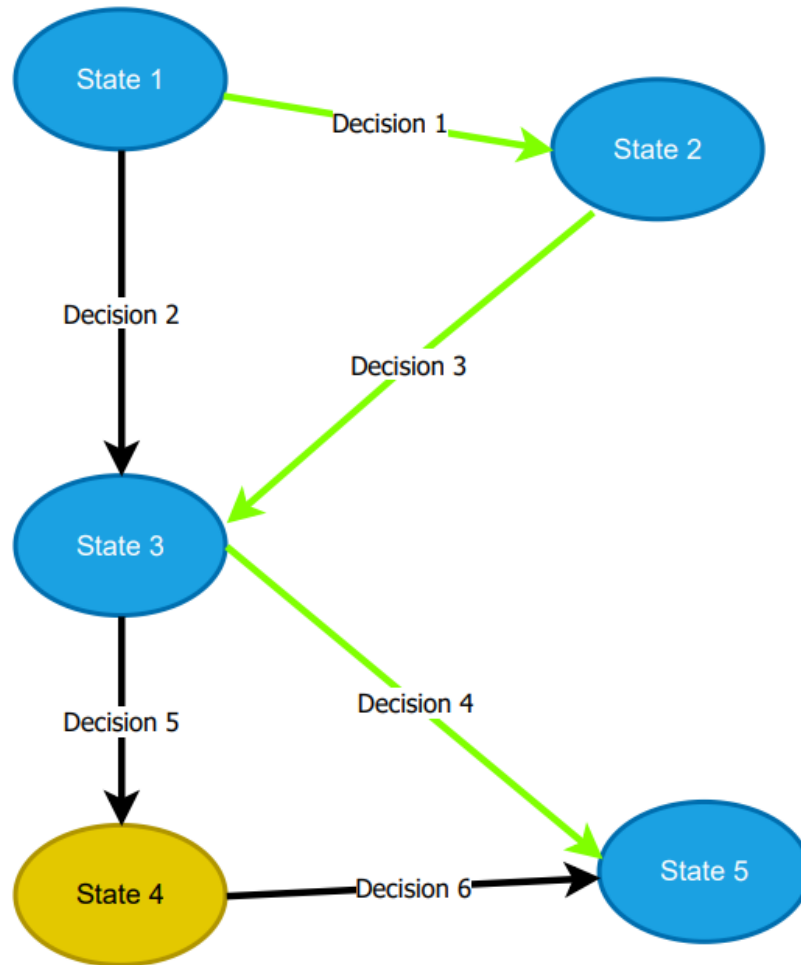 State 1
Decision 1
State 2
Decision 2
Decision 3
State 3
Decision 4
Decision 5
State 5
Decision 6
State 4